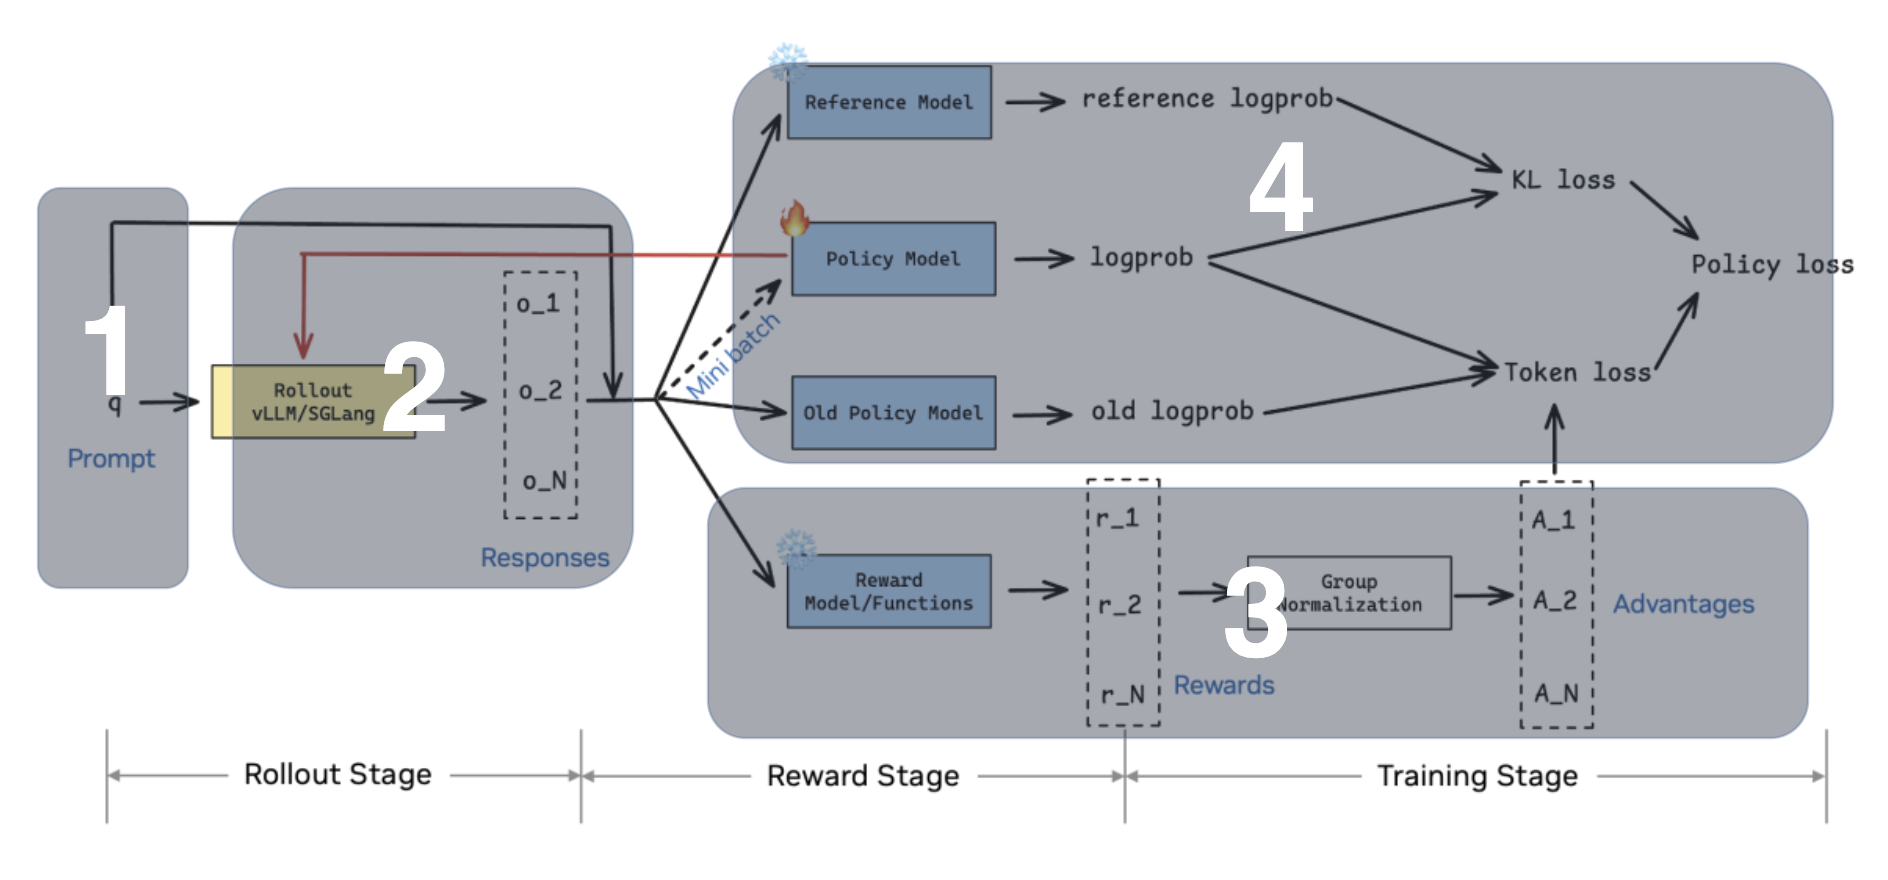 Reference Model
reference logprob
4
KL loss
Policy Model
logprob
Policy loss
1
q
Prompt
Rollout
vLLM/SGLang
2
o_1
o_2
o_N
Responses
Mini batch
Old Policy Model
old logprob
Token loss
Reward
Model/Functions
r_1
r_2
r_N
Rewards
3
Group
Normalization
A_1
A_2
A_N
Advantages
Rollout Stage
Reward Stage
Training Stage